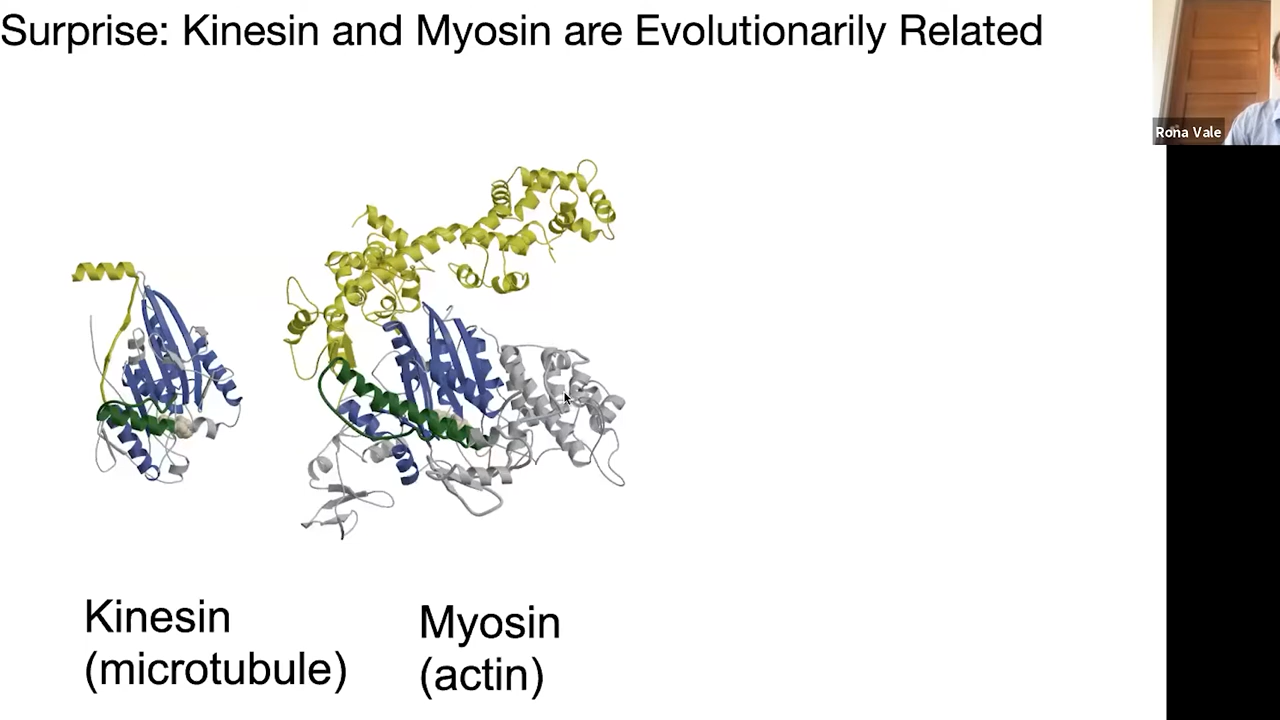 Surprise: Kinesin and Myosin are Evolutionarily Related
Rona Vale
Kinesin
(microtubule)
Myosin
(actin)